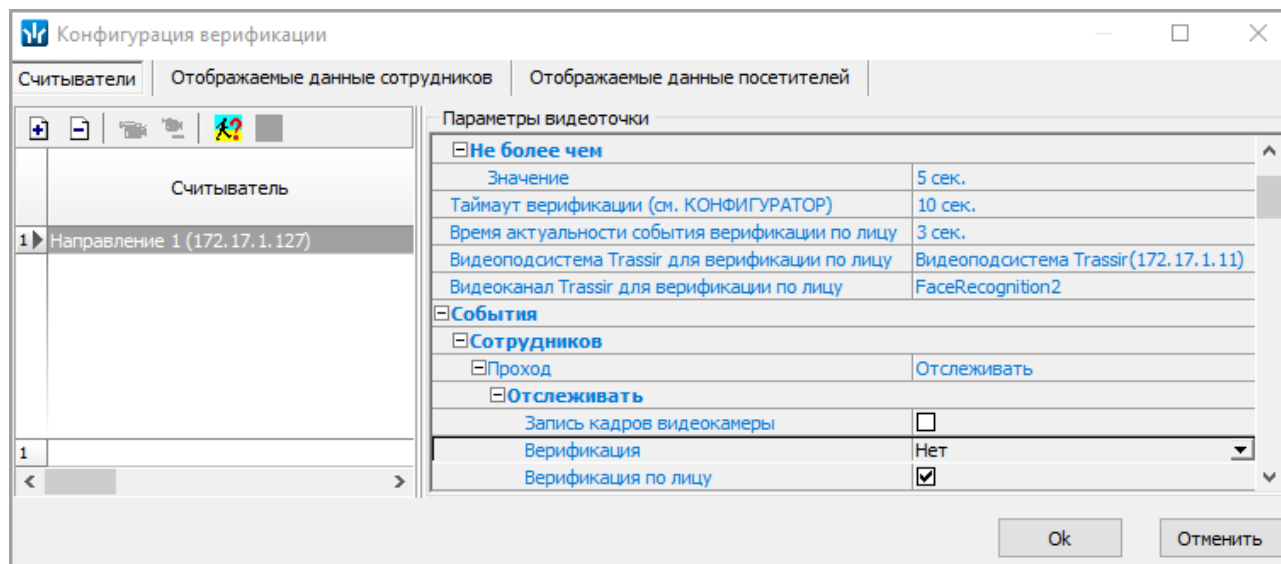 Конфигурация верификации
Считыватели Отображаемые данные сотрудников Отображаемые данные посетителей
Параметры видеоточки
Считыватель
1 Направление 1 (172.17.1.127)
1
Не более чем
Значение 5 сек.
Таймаут верификации (см. КОНФИГУРАТОР) 10 сек.
Время актуальности события верификации по лицу 3 сек.
Видеоподсистема Trassir для верификации по лицу Видеоподсистема Trassir(172.17.1.11)
Видеоканал Trassir для верификации по лицу FaceRecognition2
События
Сотрудников
Проход Отслеживать
Отслеживать
Запись кадров видеокамеры
Верификация Нет
Верификация по лицу
Ok Отменить